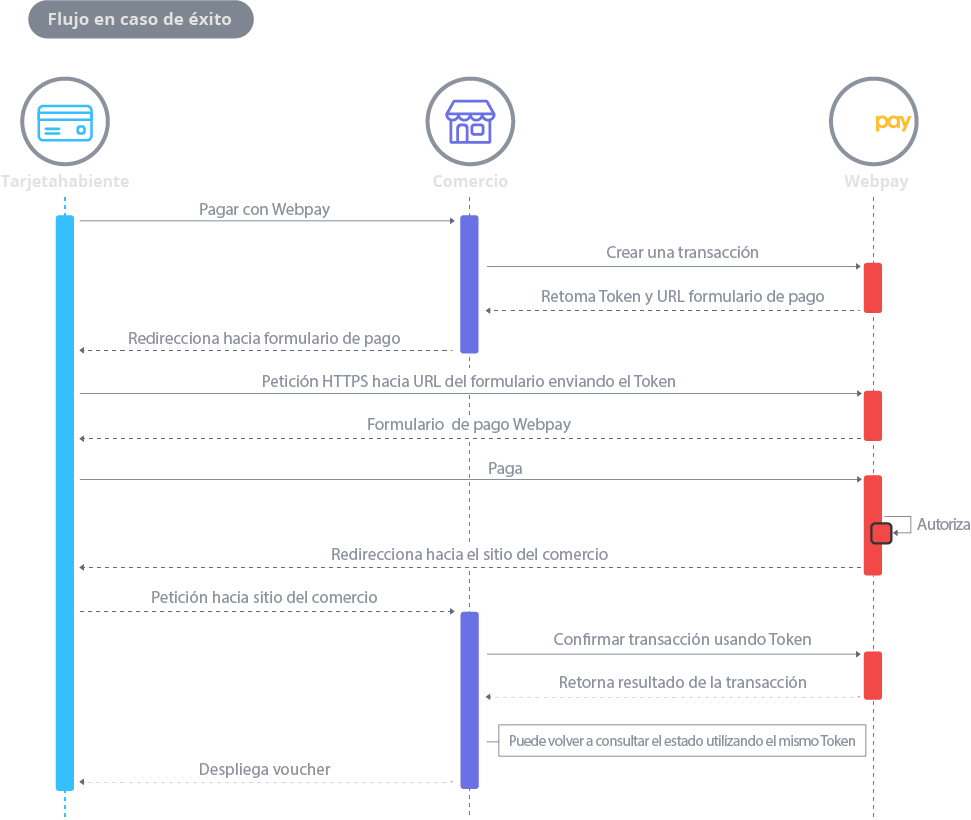 Flujo en caso de éxito
pay
Tarjetahabiente
Comercio
Webpay
Pagar con Webpay
Crear una transacción
Retoma Token y URL formulario de pago
Redirecciona hacia formulario de pago
Petición HTTPS hacia URL del formulario enviando el Token
Formulario de pago Webpay
Paga
Autoriza
Redirecciona hacia el sitio del comercio
Petición hacia sitio del comercio
Confirmar transacción usando Token
Retorna resultado de la transacción
Puede volver a consultar el estado utilizando el mismo Token
Despliega voucher